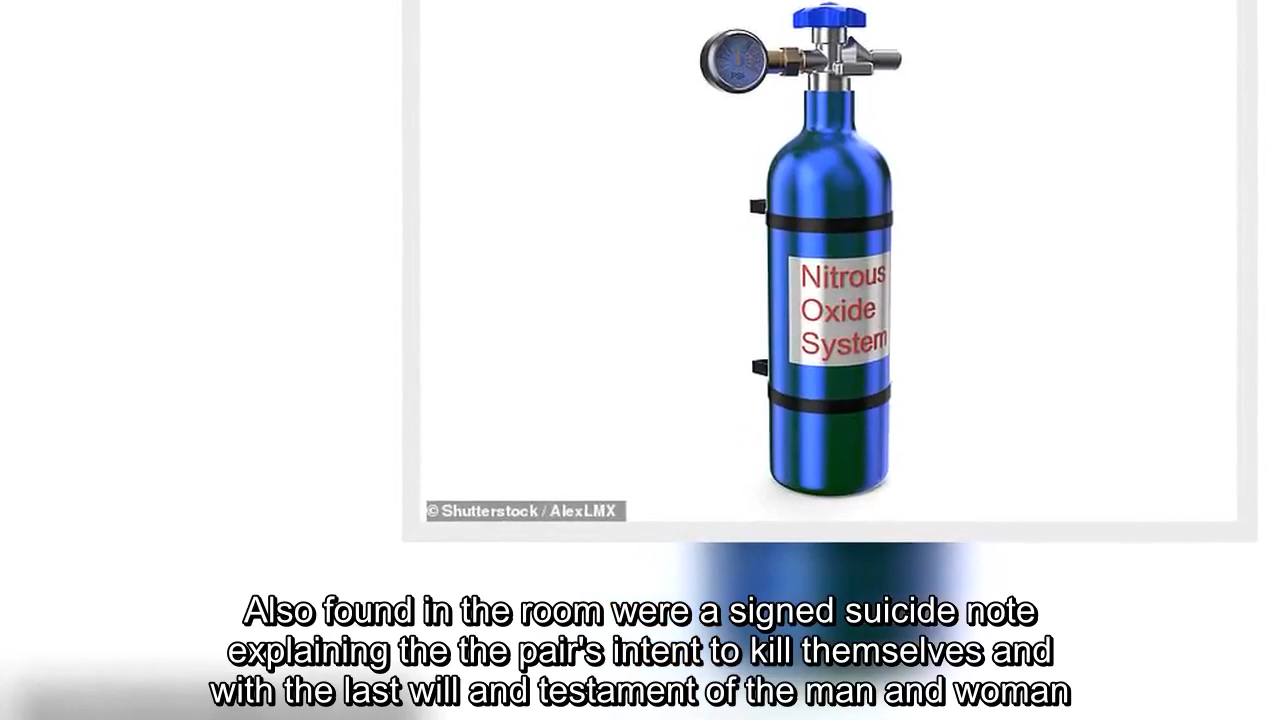 PSI
Nitrous
Oxide
System
© Shutterstock / AlexLMX
Also found in the room were a signed suicide note
explaining the the pair's intent to kill themselves and
with the last will and testament of the man and woman